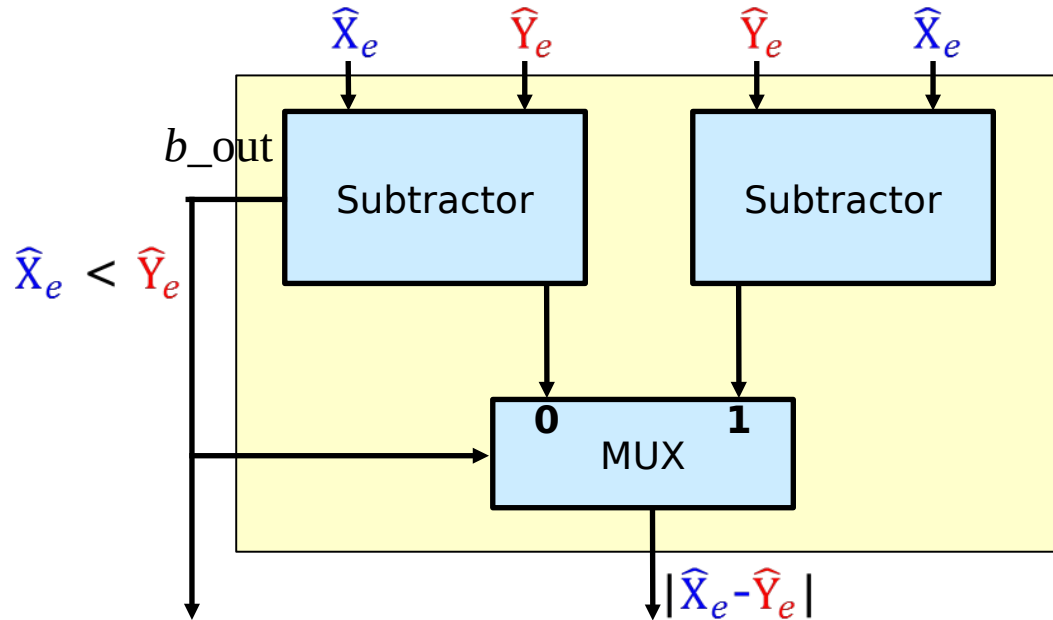 X̂ₑ Ŷₑ Ŷₑ X̂ₑ
b_out
Subtractor Subtractor
X̂ₑ < Ŷₑ
0 1
MUX
|X̂ₑ-Ŷₑ|